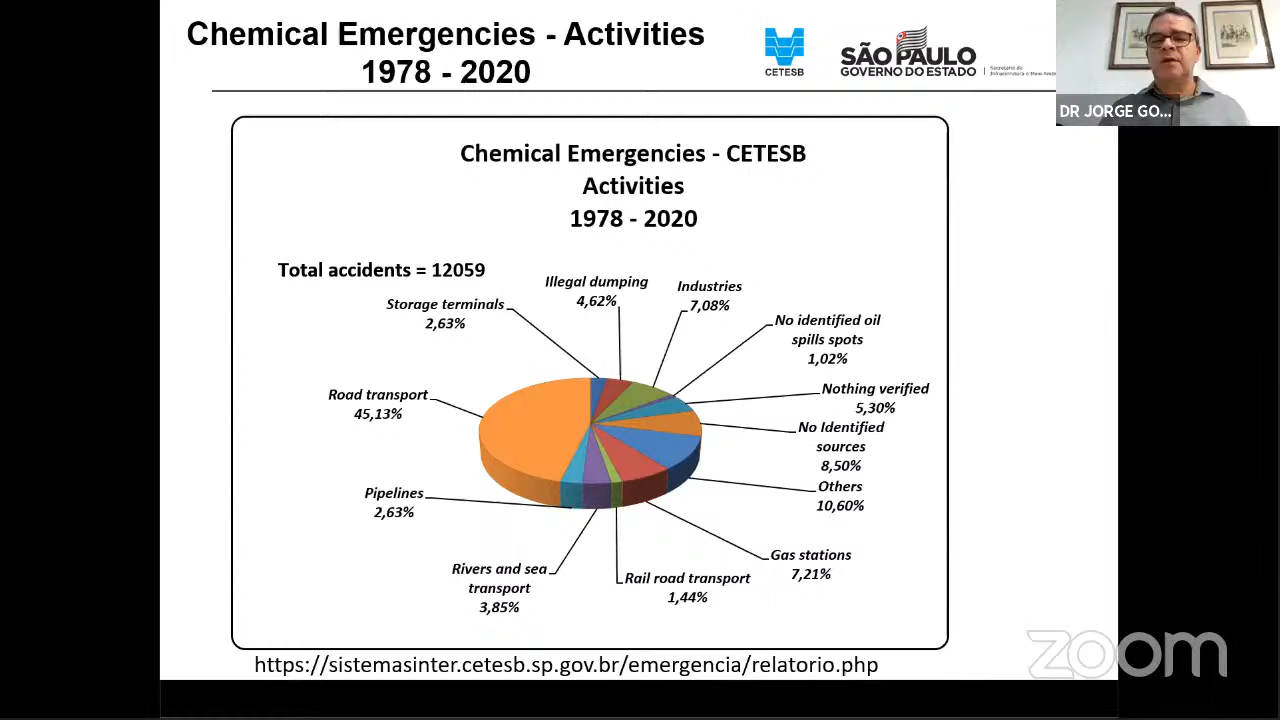 Chemical Emergencies - Activities
1978 - 2020
CETESB
SÃO PAULO
GOVERNO DO ESTADO
Secretaria de
Infraestrutura e Meio
DR JORGE GO...
Chemical Emergencies - CETESB
Activities
1978 - 2020
Total accidents = 12059
Storage terminals
2,63%
Illegal dumping
4,62%
Industries
7,08%
No identified oil
spills spots
1,02%
Nothing verified
5,30%
No Identified
sources
8,50%
Others
10,60%
Gas stations
7,21%
Rail road transport
1,44%
Rivers and sea
transport
3,85%
Pipelines
2,63%
Road transport
45,13%
https://sistemasinter.cetesb.sp.gov.br/emergencia/relatorio.php
zoom